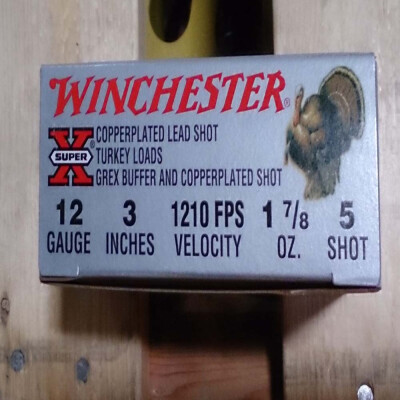 WINCHESTER®
X® SUPER
COPPERPLATED LEAD SHOT
TURKEY LOADS
GREX BUFFER AND COPPERPLATED SHOT
12 3 1210 FPS 1 7/8 5
GAUGE INCHES VELOCITY OZ. SHOT